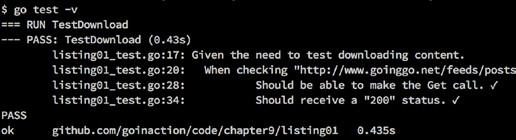 $ go test -v
=== RUN TestDownload
--- PASS: TestDownload (0.43s)
listing01_test.go:17: Given the need to test downloading content.
listing01_test.go:20: When checking "http://www.goinggo.net/feeds/posts
listing01_test.go:28: Should be able to make the Get call. ✓
listing01_test.go:34: Should receive a "200" status. ✓
PASS
ok github.com/goinaction/code/chapter9/listing01 0.435s